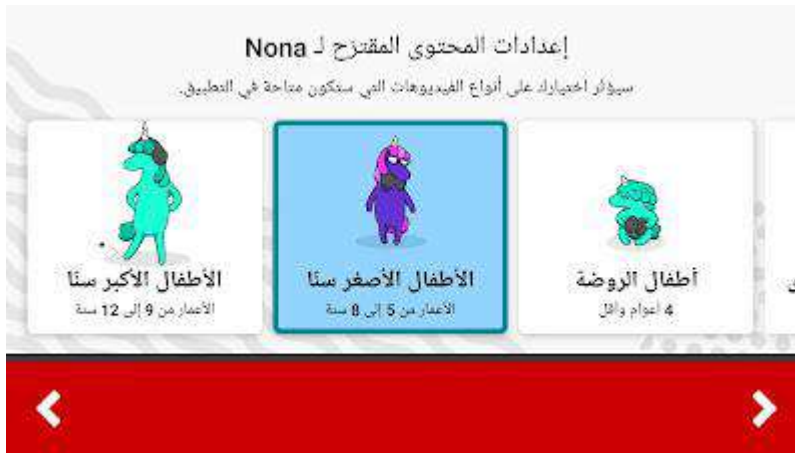 إعدادات المحتوى المقترح لـ Nona
سيؤثر اختيارك على أنواع الفيديوهات التي ستكون متاحة في التطبيق.
أطفال الروضة
4 أعوام وأقل
الأطفال الأصغر سنًا
الأعمار من 5 إلى 8 سنة
الأطفال الأكبر سنًا
الأعمار من 9 إلى 12 سنة